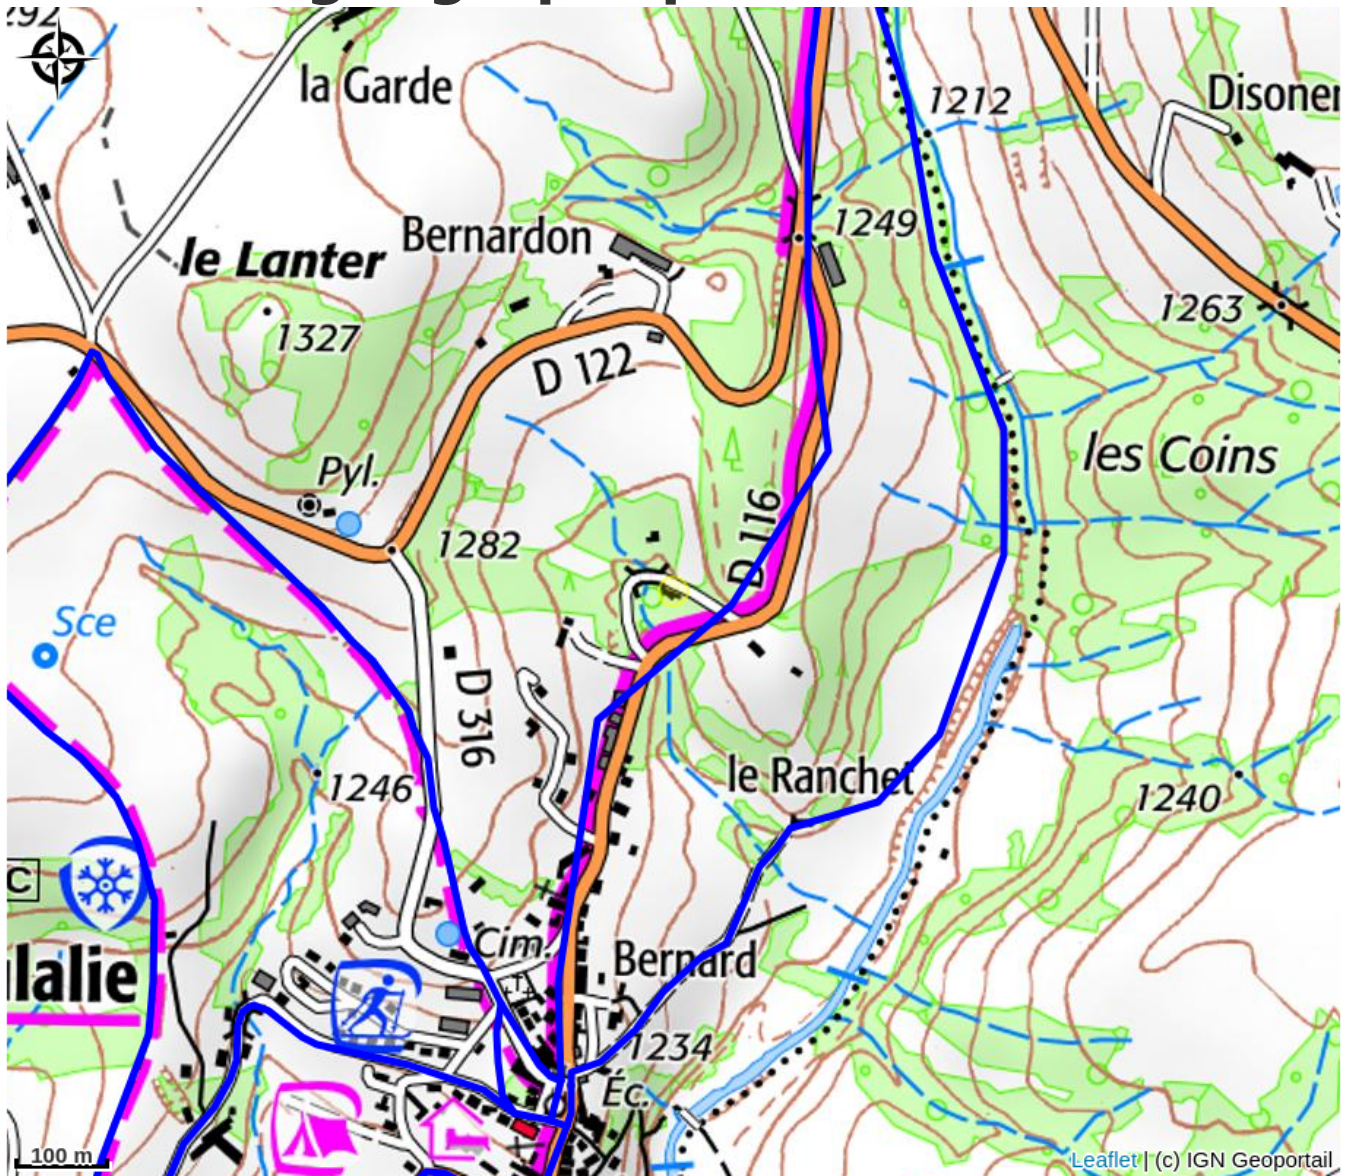 292
la Garde
1212
Disoner
Bernardon
1249
le Lanter
1263
1327
D 122
les Coins
Pyl.
D 116
1282
Sce
D 316
le Ranchet
1246
1240
C
Cim.
Bernard
lalie
1234
Éc.
100 m
Leaflet | (c) IGN Geoportail